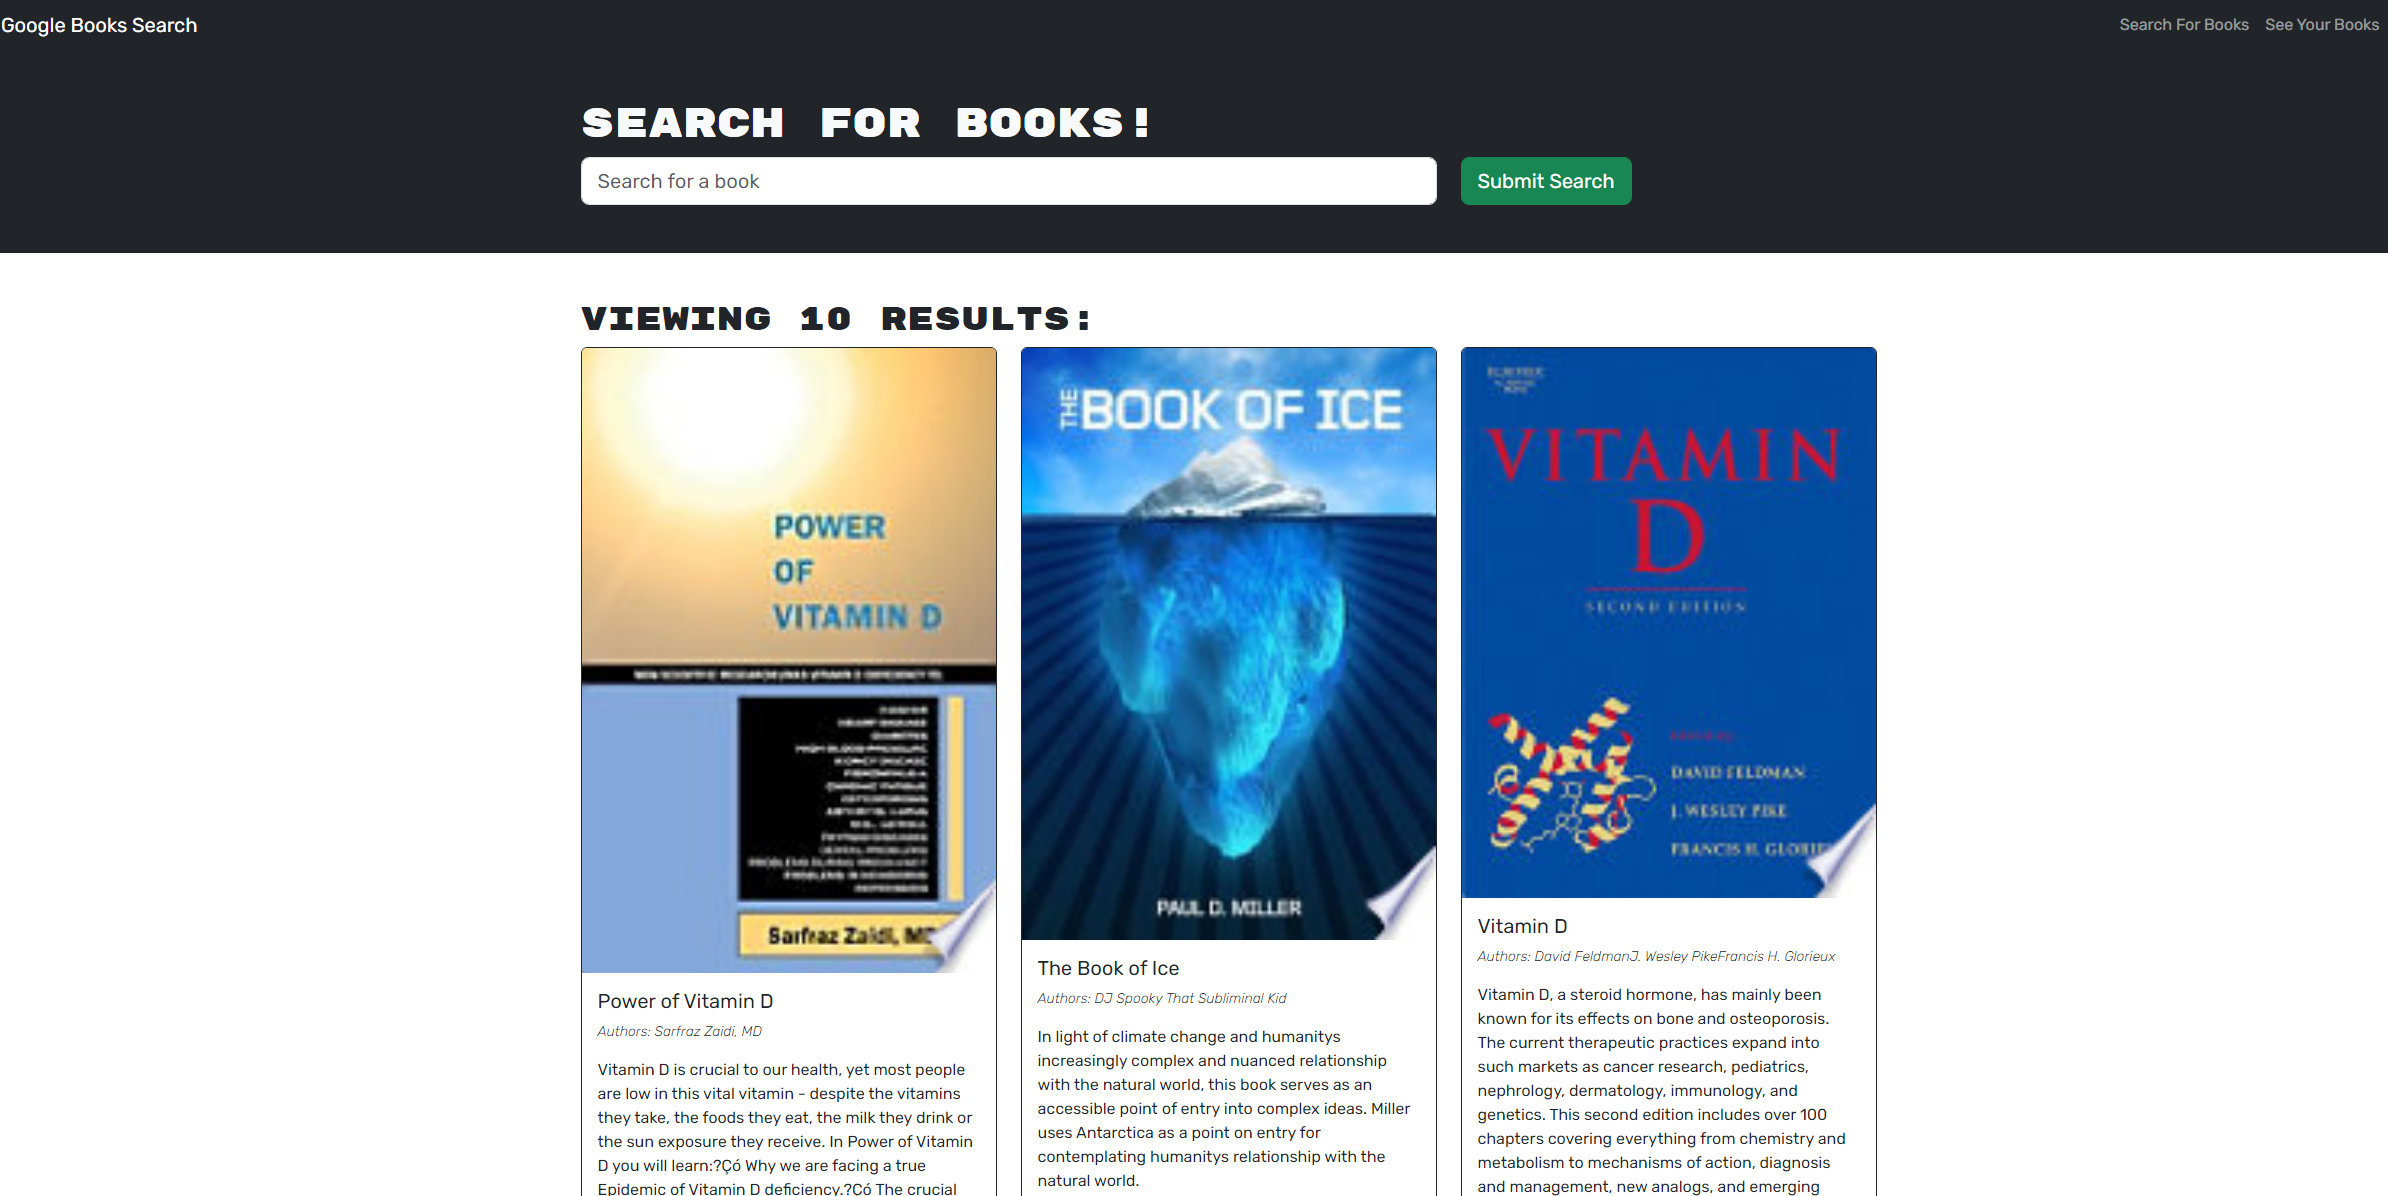 Google Books Search
Search For Books See Your Books
SEARCH FOR BOOKS!
Search for a book
Submit Search
VIEWING 10 RESULTS:
POWER
OF
VITAMIN D
Sarfraz Zaidi, MD
Power of Vitamin D
Authors: Sarfraz Zaidi, MD
Vitamin D is crucial to our health, yet most people
are low in this vital vitamin - despite the vitamins
they take, the foods they eat, the milk they drink or
the sun exposure they receive. In Power of Vitamin
D you will learn:?Çó Why we are facing a true
Epidemic of Vitamin D deficiency.?Çó The crucial
THE BOOK OF ICE
PAUL D. MILLER
The Book of Ice
Authors: DJ Spooky That Subliminal Kid
In light of climate change and humanitys
increasingly complex and nuanced relationship
with the natural world, this book serves as an
accessible point of entry into complex ideas. Miller
uses Antarctica as a point on entry for
contemplating humanitys relationship with the
natural world.
VITAMIN
D
SECOND EDITION
DAVID FELDMAN
J. WESLEY PIKE
FRANCIS H.
Vitamin D
Authors: David FeldmanJ. Wesley PikeFrancis H. Glorieux
Vitamin D, a steroid hormone, has mainly been
known for its effects on bone and osteoporosis.
The current therapeutic practices expand into
such markets as cancer research, pediatrics,
nephrology, dermatology, immunology, and
genetics. This second edition includes over 100
chapters covering everything from chemistry and
metabolism to mechanisms of action, diagnosis
and management, new analogs, and emerging